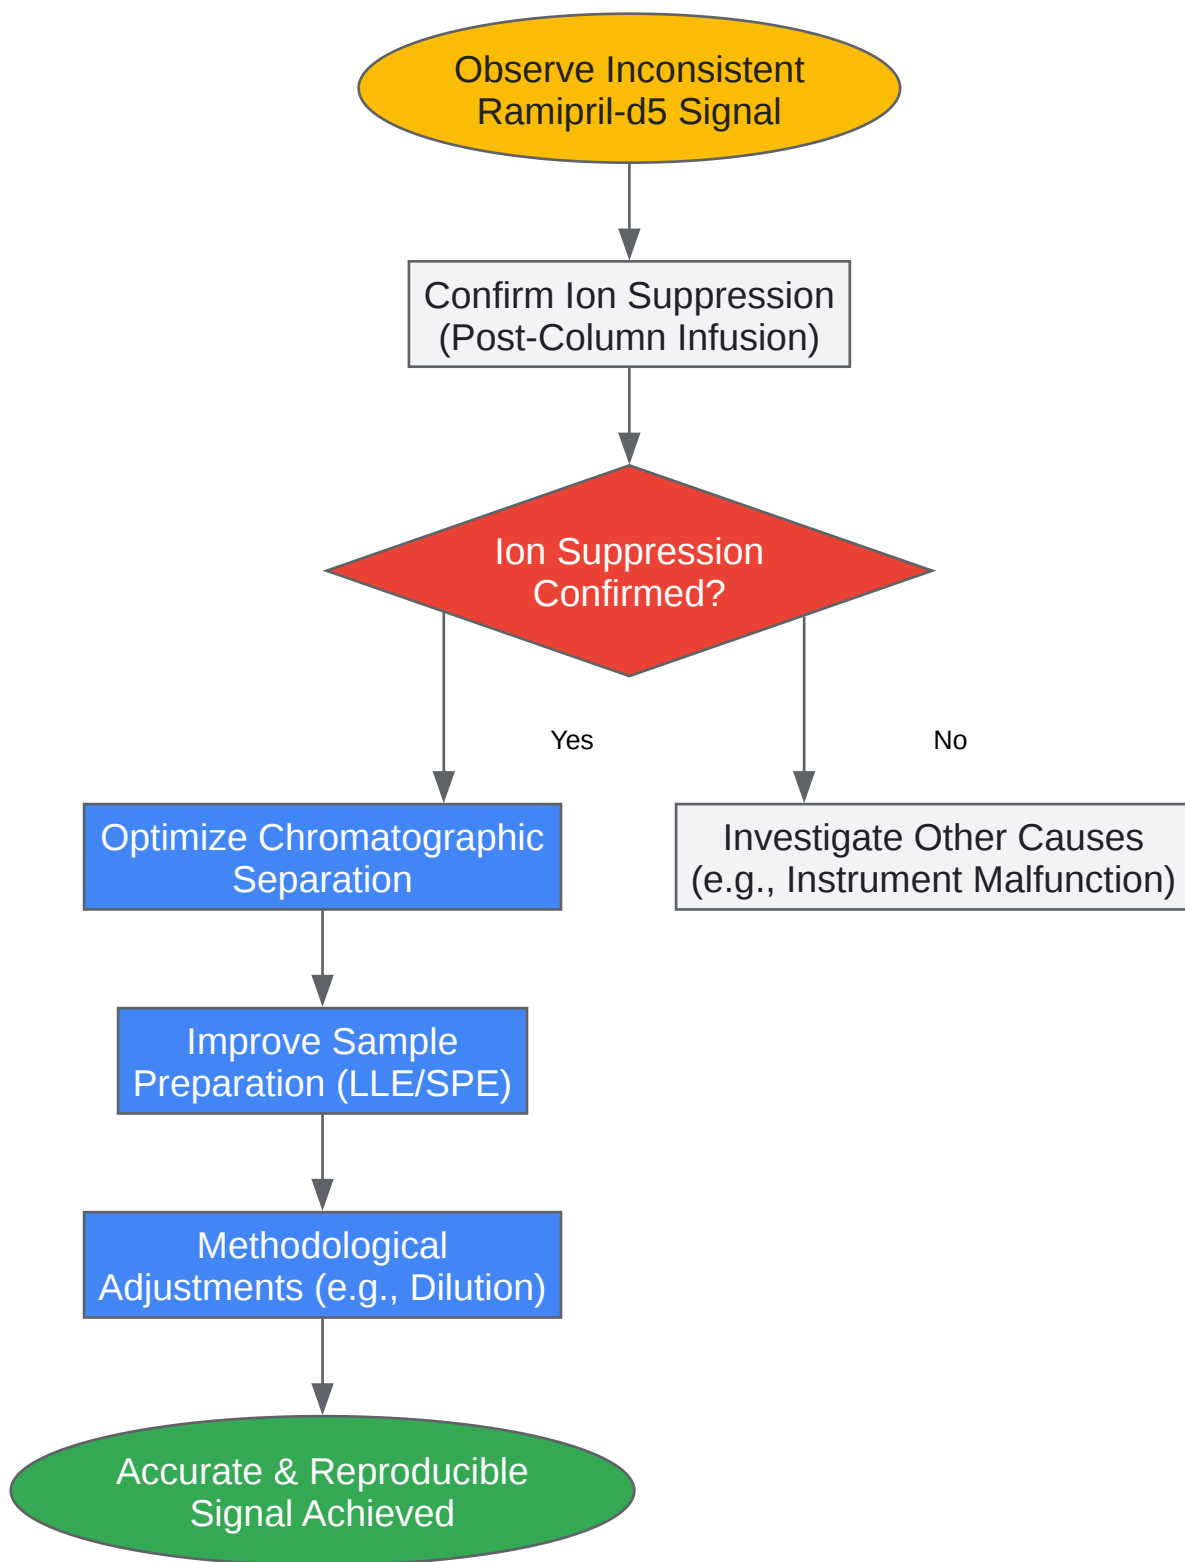 Observe Inconsistent
Ramipril-d5 Signal
Confirm Ion Suppression
(Post-Column Infusion)
Ion Suppression
Confirmed?
Yes
No
Optimize Chromatographic
Separation
Investigate Other Causes
(e.g., Instrument Malfunction)
Improve Sample
Preparation (LLE/SPE)
Methodological
Adjustments (e.g., Dilution)
Accurate & Reproducible
Signal Achieved